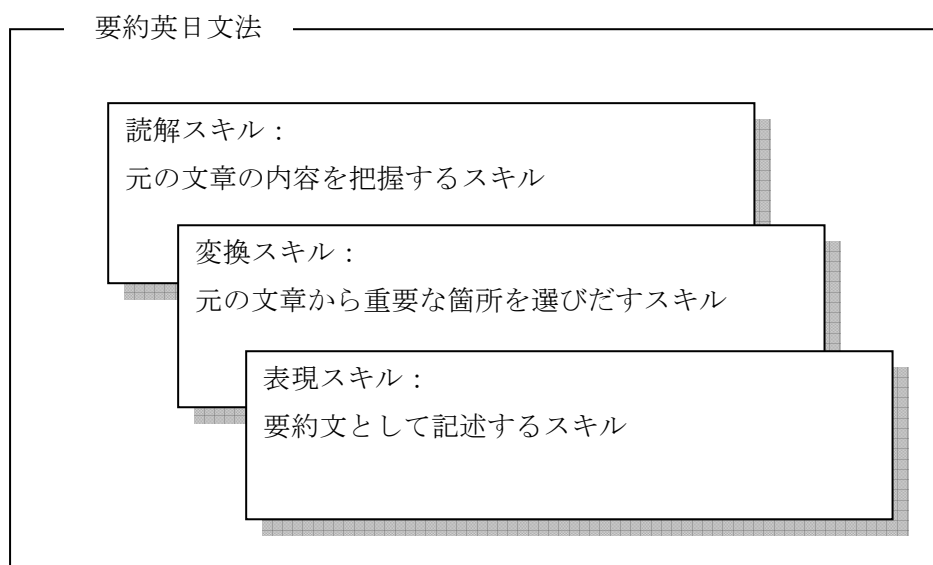 要約英日文法
読解スキル：
元の文章の内容を把握するスキル
変換スキル：
元の文章から重要な箇所を選びだすスキル
表現スキル：
要約文として記述するスキル